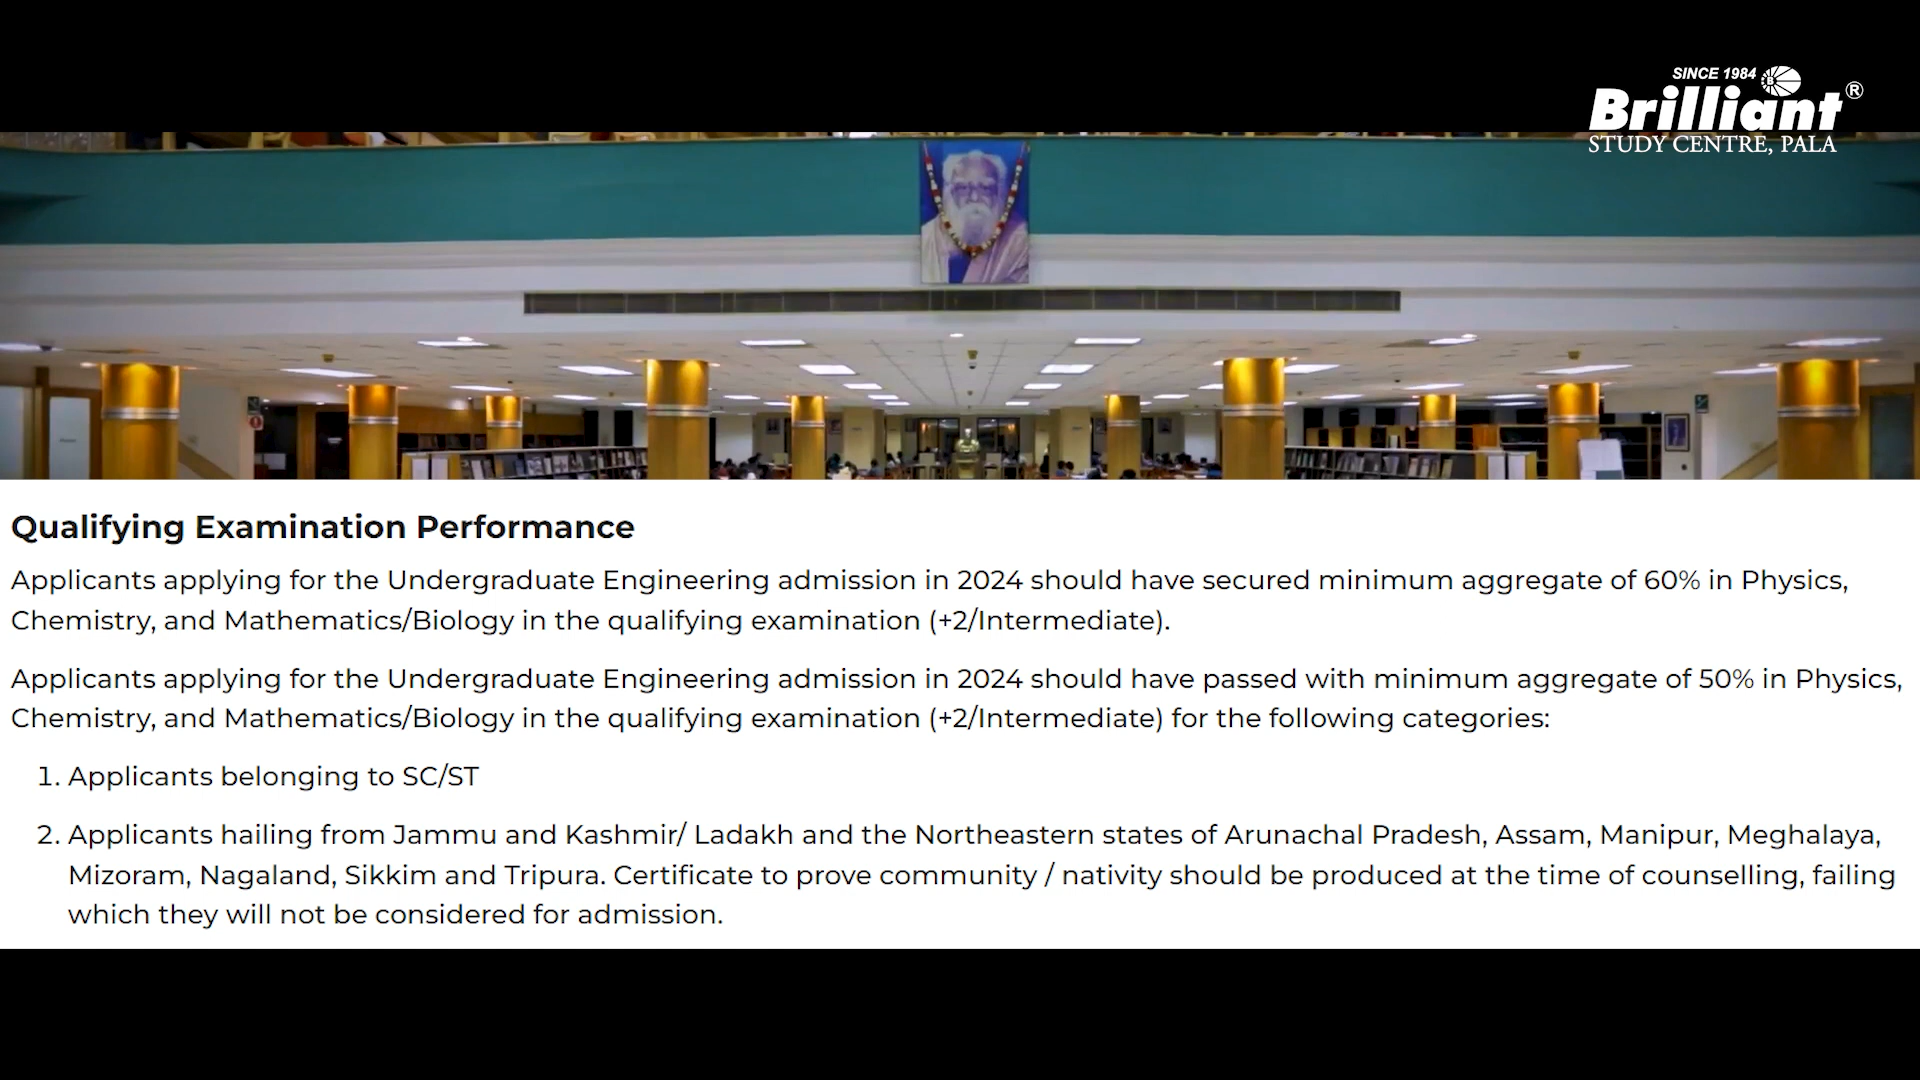 SINCE 1984
Brilliant®
STUDY CENTRE, PALA
Qualifying Examination Performance
Applicants applying for the Undergraduate Engineering admission in 2024 should have secured minimum aggregate of 60% in Physics,
Chemistry, and Mathematics/Biology in the qualifying examination (+2/Intermediate).
Applicants applying for the Undergraduate Engineering admission in 2024 should have passed with minimum aggregate of 50% in Physics,
Chemistry, and Mathematics/Biology in the qualifying examination (+2/Intermediate) for the following categories:
1. Applicants belonging to SC/ST
2. Applicants hailing from Jammu and Kashmir/ Ladakh and the Northeastern states of Arunachal Pradesh, Assam, Manipur, Meghalaya,
Mizoram, Nagaland, Sikkim and Tripura. Certificate to prove community / nativity should be produced at the time of counselling, failing
which they will not be considered for admission.